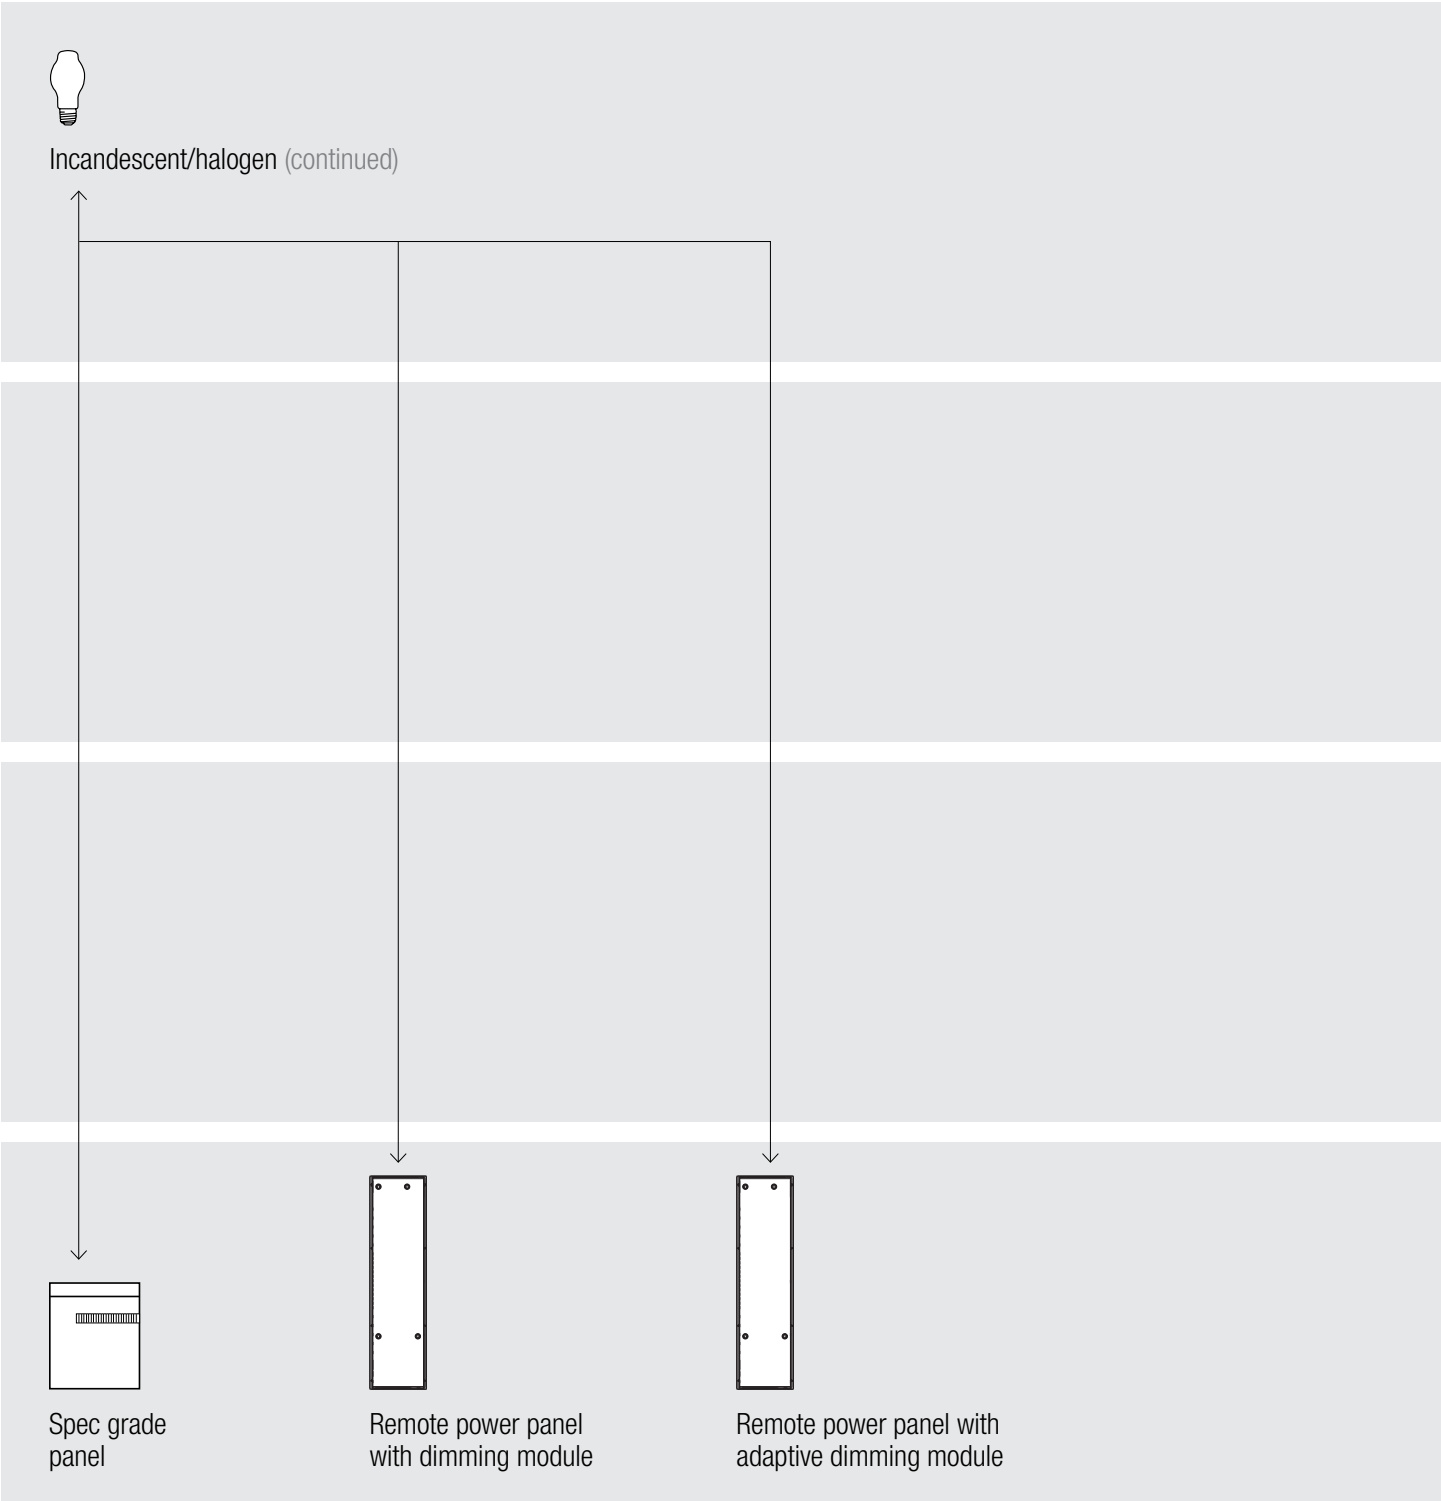 Incandescent/halogen (continued)
Spec grade
panel
Remote power panel
with dimming module
Remote power panel with
adaptive dimming module